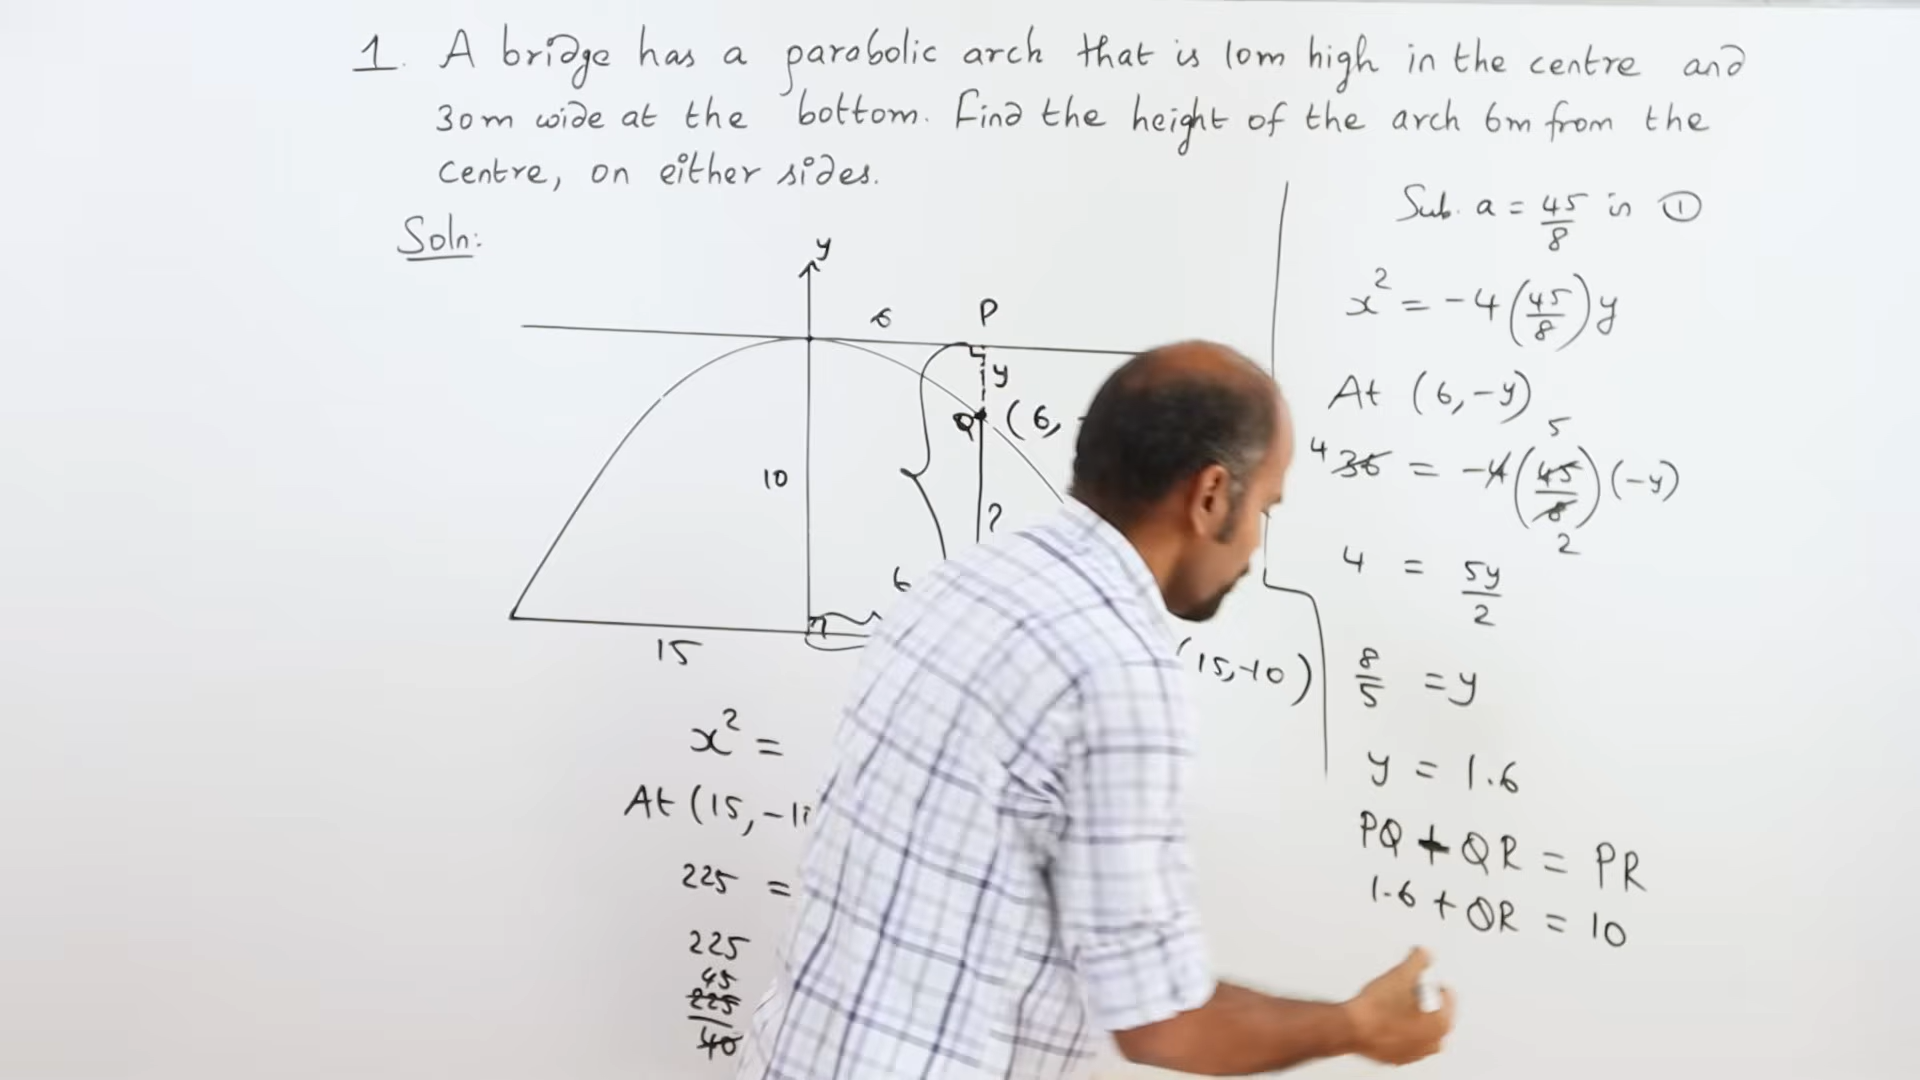 1. A bridge has a parabolic arch that is 10m high in the centre and
30m wide at the bottom. Find the height of the arch 6m from the
centre, on either sides.
Soln:
y
6 P
y
Q (6,
10
?
6
15
(15,-10)
x² =
At (15, -1
225 =
225
45
225
40
Sub. a = 45/8 in ①
x² = -4(45/8)y
At (6,-y)
5
4 36 = -4(45/8)(-y)
2
4 = 5y/2
8/5 = y
y = 1.6
PQ + QR = PR
1.6 + QR = 10